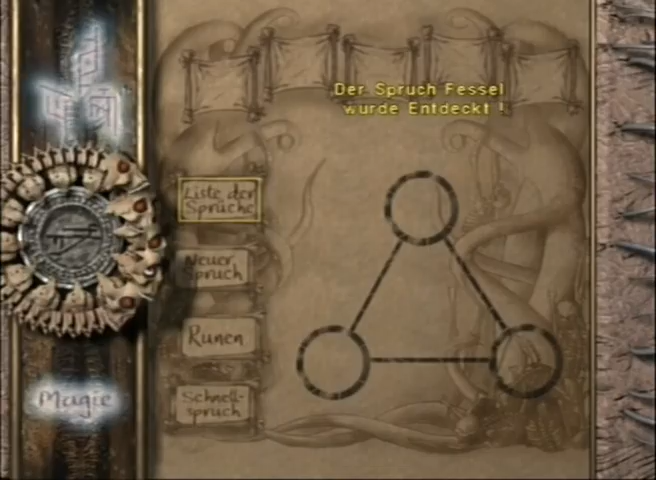 Der Spruch Fessel
wurde Entdeckt !
Liste der
Sprüche
Neuer
Spruch
Runen
Schnell-
spruch
Magie